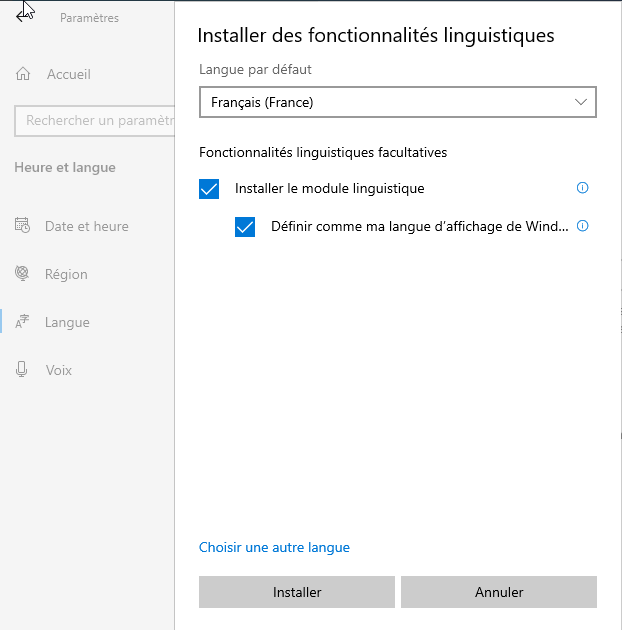 Paramètres
Accueil
Rechercher un paramètr
Heure et langue
Date et heure
Région
Langue
Voix
Installer des fonctionnalités linguistiques
Langue par défaut
Français (France)
Fonctionnalités linguistiques facultatives
Installer le module linguistique
Définir comme ma langue d’affichage de Wind...
Choisir une autre langue
Installer
Annuler